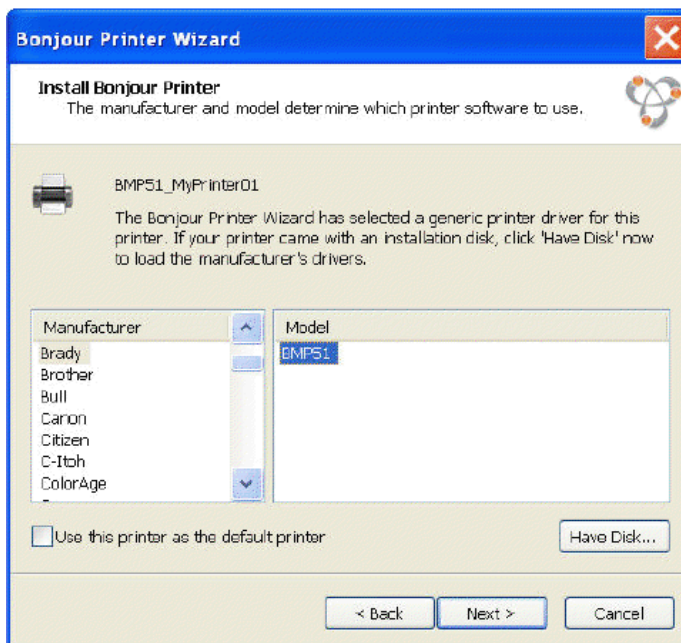 Bonjour Printer Wizard
Install Bonjour Printer
The manufacturer and model determine which printer software to use.
BMP51_MyPrinter01
The Bonjour Printer Wizard has selected a generic printer driver for this
printer. If your printer came with an installation disk, click 'Have Disk' now
to load the manufacturer's drivers.
Manufacturer
Model
Brady
BMP51
Brother
Bull
Canon
Citizen
C-Itoh
ColorAge
Use this printer as the default printer
Have Disk...
< Back
Next >
Cancel